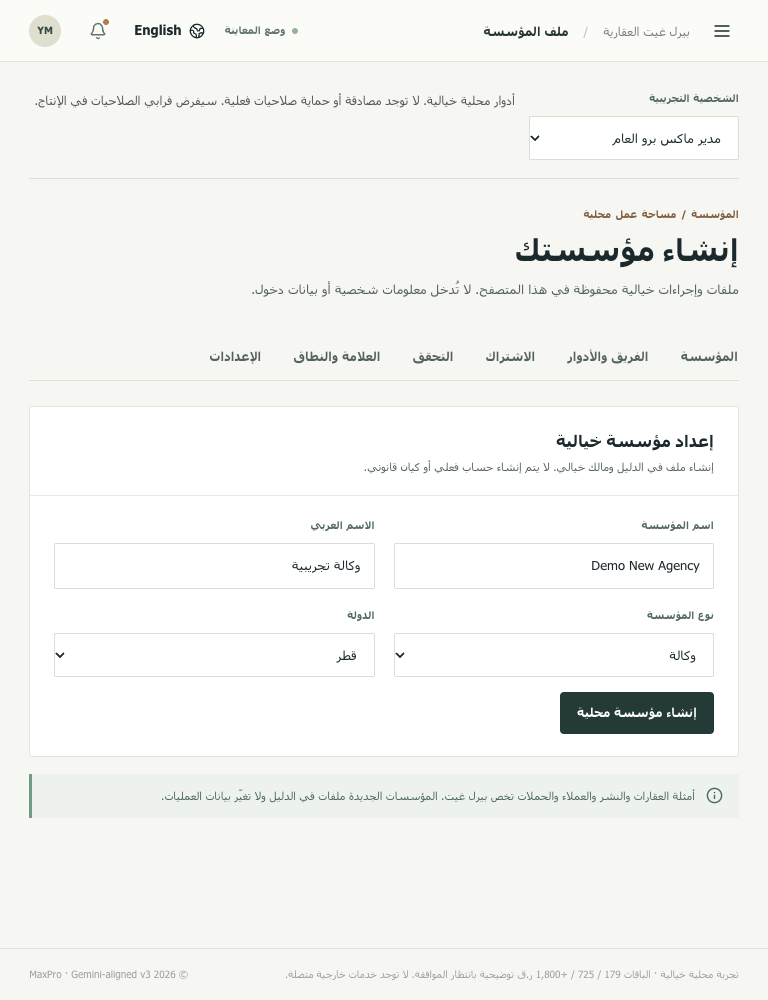 بيرل غيت العقارية / ملف المؤسسة
وضع المعاينة
English
YM
الشخصية التجريبية
مدير ماكس برو العام
أدوار محلية خيالية. لا توجد مصادقة أو حماية صلاحيات فعلية. سيفرض فرابي الصلاحيات في الإنتاج.
المؤسسة / مساحة عمل محلية
إنشاء مؤسستك
ملفات وإجراءات خيالية محفوظة في هذا المتصفح. لا تُدخل معلومات شخصية أو بيانات دخول.
المؤسسة الفريق والأدوار الاشتراك التحقق العلامة والنطاق الإعدادات
إعداد مؤسسة خيالية
إنشاء ملف في الدليل ومالك خيالي. لا يتم إنشاء حساب فعلي أو كيان قانوني.
اسم المؤسسة
Demo New Agency
الاسم العربي
وكالة تجريبية
نوع المؤسسة
وكالة
الدولة
قطر
إنشاء مؤسسة محلية
أمثلة العقارات والنشر والعملاء والحملات تخص بيرل غيت. المؤسسات الجديدة ملفات في الدليل ولا تغيّر بيانات العمليات.
تجربة محلية خيالية · الباقات 179 / 725 / 1,800+ ر.ق توضيحية بانتظار الموافقة. لا توجد خدمات خارجية متصلة.
MaxPro · Gemini-aligned v3 2026 ©